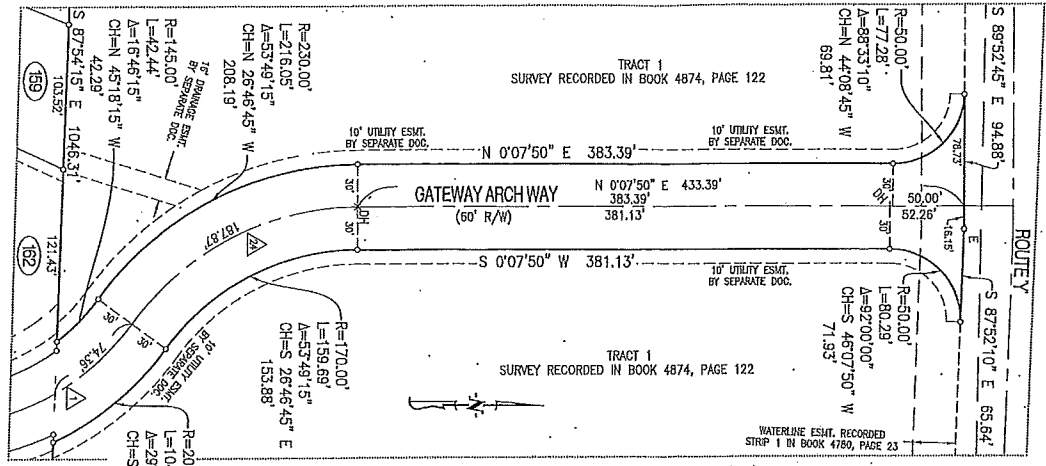 ROUTE Y
S 89°52'45" E 94.88'
S 87°52'10" E 65.64'
78.73'
16.15'
E
R=50.00'
L=77.28'
Δ=88°33'10"
CH=N 44°08'45" W
69.81'
50.00'
52.26'
R=50.00'
L=80.29'
Δ=92°00'00"
CH=S 46°07'50" W
71.93'
WATERLINE ESMT. RECORDED
STRIP 1 IN BOOK 4780, PAGE 23
TRACT 1
SURVEY RECORDED IN BOOK 4874, PAGE 122
10' UTILITY ESMT.
BY SEPARATE DOC.
10' UTILITY ESMT.
BY SEPARATE DOC.
N 0°07'50" E 383.39'
30'
DH
30'
GATEWAY ARCH WAY
(60' R/W)
N 0°07'50" E 433.39'
383.39'
381.13'
30'
DH
30'
S 0°07'50" W 381.13'
10' UTILITY ESMT.
BY SEPARATE DOC.
TRACT 1
SURVEY RECORDED IN BOOK 4874, PAGE 122
N
R=230.00'
L=216.05'
Δ=53°49'15"
CH=N 26°46'45" W
208.19'
R=170.00'
L=159.69'
Δ=53°49'15"
CH=S 26°46'45" E
153.88'
R=145.00'
L=42.44'
Δ=16°46'15"
CH=N 45°18'15" W
42.29'
16' DRAINAGE ESMT.
BY SEPARATE DOC.
187.87'
24
10' UTILITY ESMT.
BY SEPARATE DOC.
30'
30'
74.36'
1
S 87°54'15" E 1046.31'
103.52'
121.43'
159
162
R=20
L=10
Δ=29
CH=S